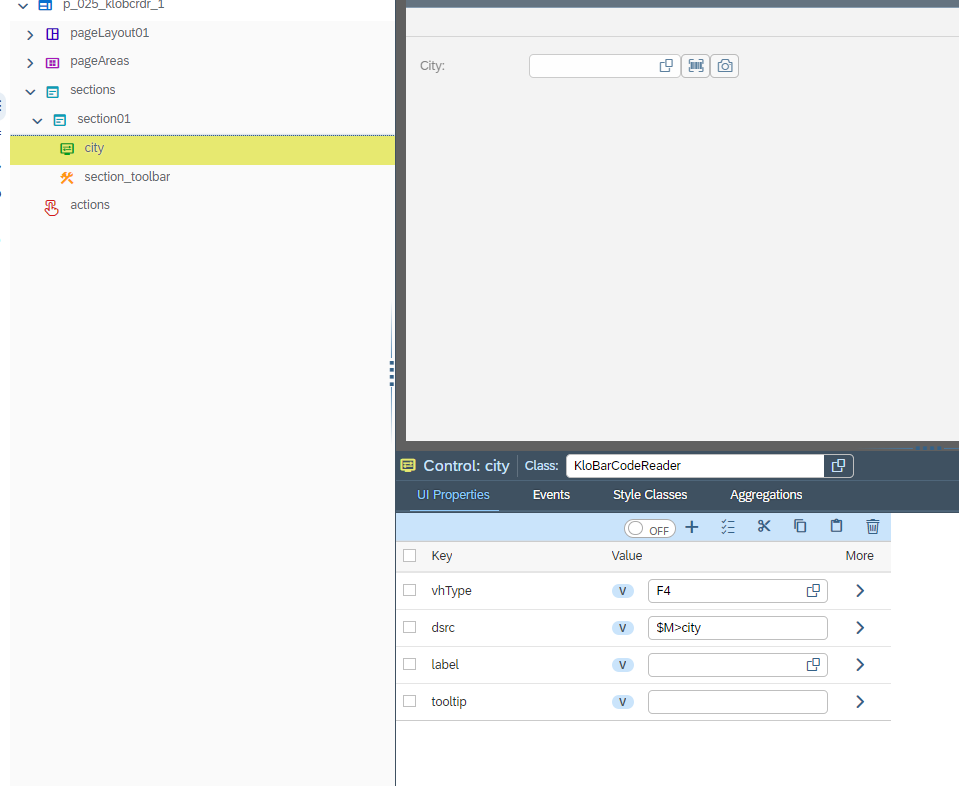 p_025_klobcrdr_1
pageLayout01
pageAreas
sections
section01
city
section_toolbar
actions
City:
Control: city Class: KloBarCodeReader
UI Properties Events Style Classes Aggregations
OFF
Key Value More
vhType V F4
dsrc V $M>city
label V
tooltip V